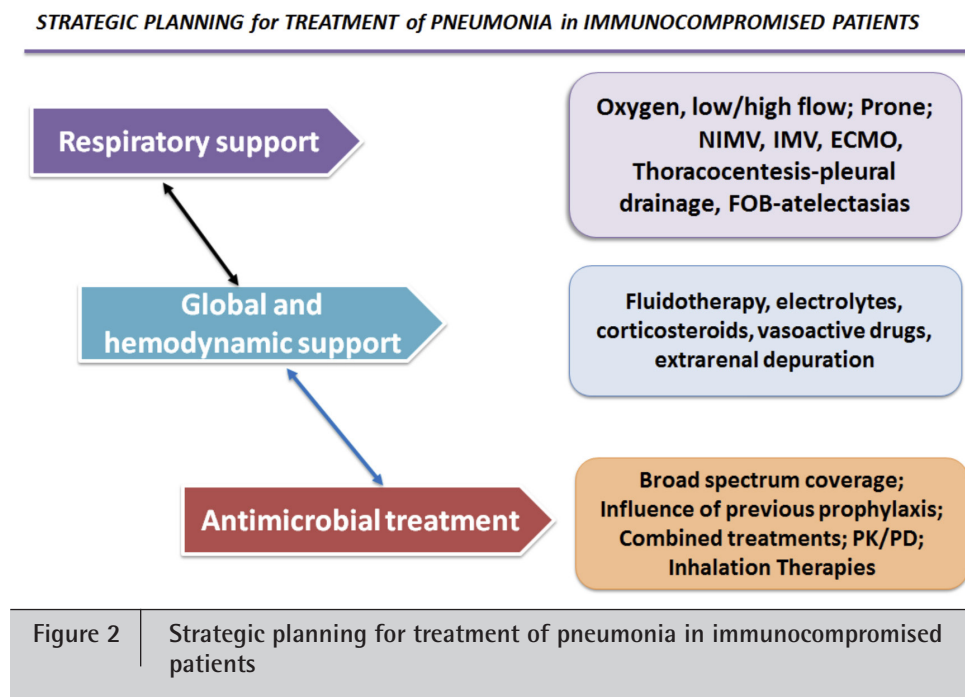 STRATEGIC PLANNING for TREATMENT of PNEUMONIA in IMMUNOCOMPROMISED PATIENTS
Respiratory support
Oxygen, low/high flow; Prone;
NIMV, IMV, ECMO,
Thoracocentesis-pleural
drainage, FOB-atelectasias
Global and
hemodynamic support
Fluidotherapy, electrolytes,
corticosteroids, vasoactive drugs,
extrarenal depuration
Antimicrobial treatment
Broad spectrum coverage;
Influence of previous prophylaxis;
Combined treatments; PK/PD;
Inhalation Therapies
Figure 2
Strategic planning for treatment of pneumonia in immunocompromised
patients